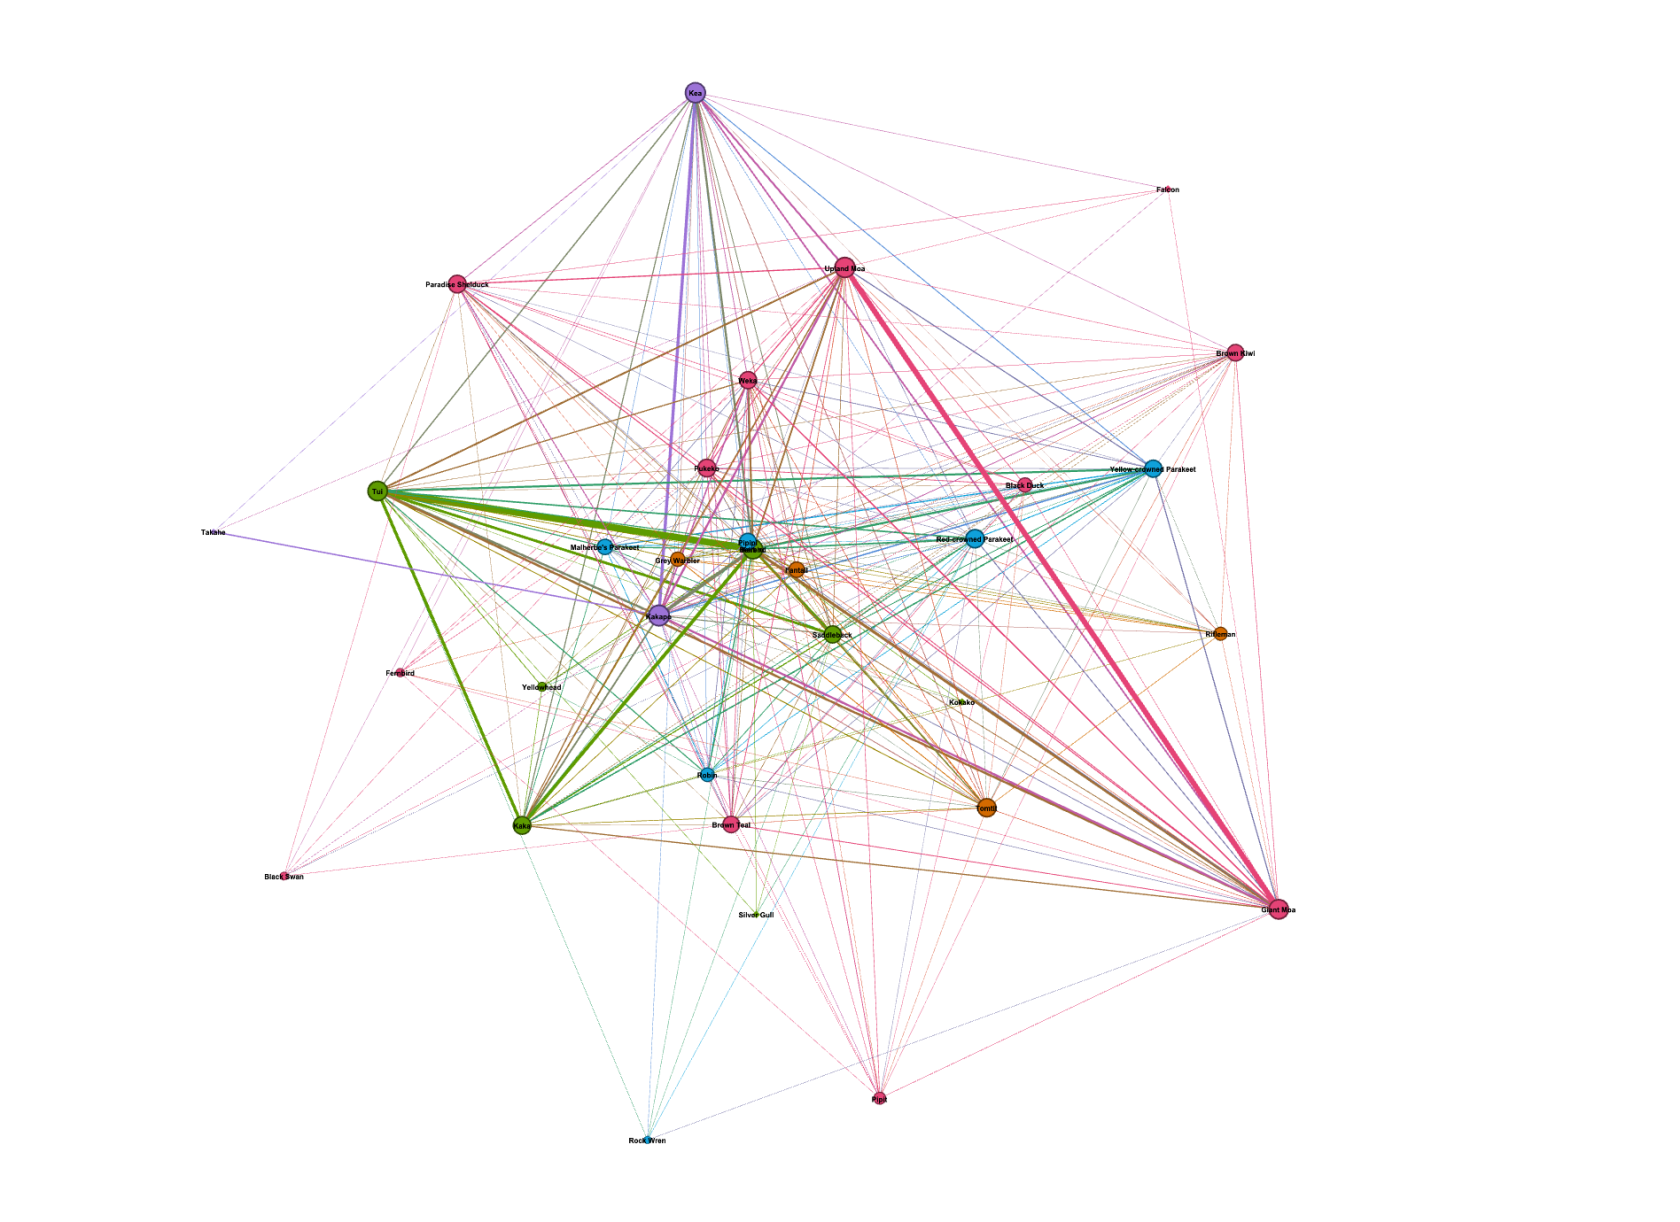 Kea
Falcon
Upland Moa
Paradise Shelduck
Brown Kiwi
Weka
Pukeko
Yellow-crowned Parakeet
Black Duck
Tui
Takahe
Red-crowned Parakeet
Pipipi
Malherbe's Parakeet
Grey Warbler
Fantail
Kakapo
Saddleback
Rifleman
Fernbird
Yellowhead
Kokako
Robin
Tomtit
Kaka
Brown Teal
Black Swan
Giant Moa
Silver Gull
Pipit
Rock Wren